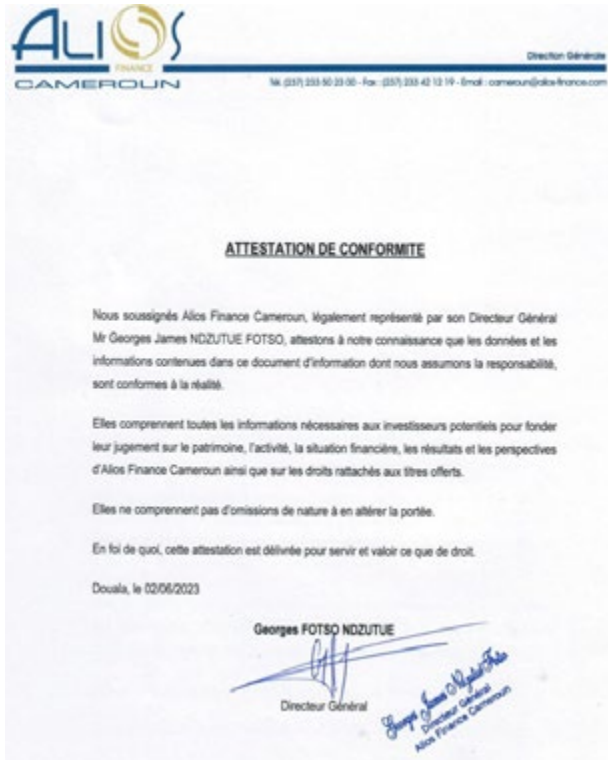 ALIOS
FINANCE
CAMEROUN
Direction Générale
Tél. (237) 233 50 23 00 - Fax : (237) 233 42 12 19 - Email : cameroun@alios-finance.com
ATTESTATION DE CONFORMITE
Nous soussignés Alios Finance Cameroun, légalement représenté par son Directeur Général
Mr Georges James NDZUTUE FOTSO, attestons à notre connaissance que les données et les
informations contenues dans ce document d'information dont nous assumons la responsabilité,
sont conformes à la réalité.
Elles comprennent toutes les informations nécessaires aux investisseurs potentiels pour fonder
leur jugement sur le patrimoine, l'activité, la situation financière, les résultats et les perspectives
d'Alios Finance Cameroun ainsi que sur les droits rattachés aux titres offerts.
Elles ne comprennent pas d'omissions de nature à en altérer la portée.
En foi de quoi, cette attestation est délivrée pour servir et valoir ce que de droit.
Douala, le 02/06/2023
Georges FOTSO NDZUTUE
Directeur Général
Georges James Ndzutué Fotso
Directeur Général
Alios Finance Cameroun